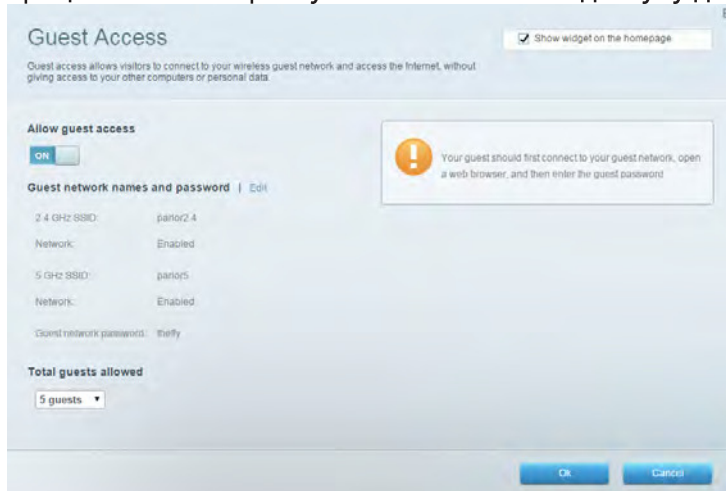 Guest Access
Show widget on the homepage
Guest access allows visitors to connect to your wireless guest network and access the Internet, without
giving access to your other computers or personal data.
Allow guest access
ON
Your guest should first connect to your guest network, open
a web browser, and then enter the guest password
Guest network names and password | Edit
2.4 GHz SSID: parlor2.4
Network: Enabled
5 GHz SSID: parlor5
Network: Enabled
Guest network password: thefly
Total guests allowed
5 guests
Ok Cancel